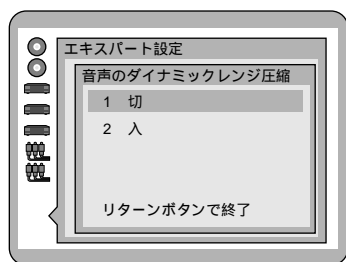 エキスパート設定
音声のダイナミックレンジ圧縮
1 切
2 入
リターンボタンで終了